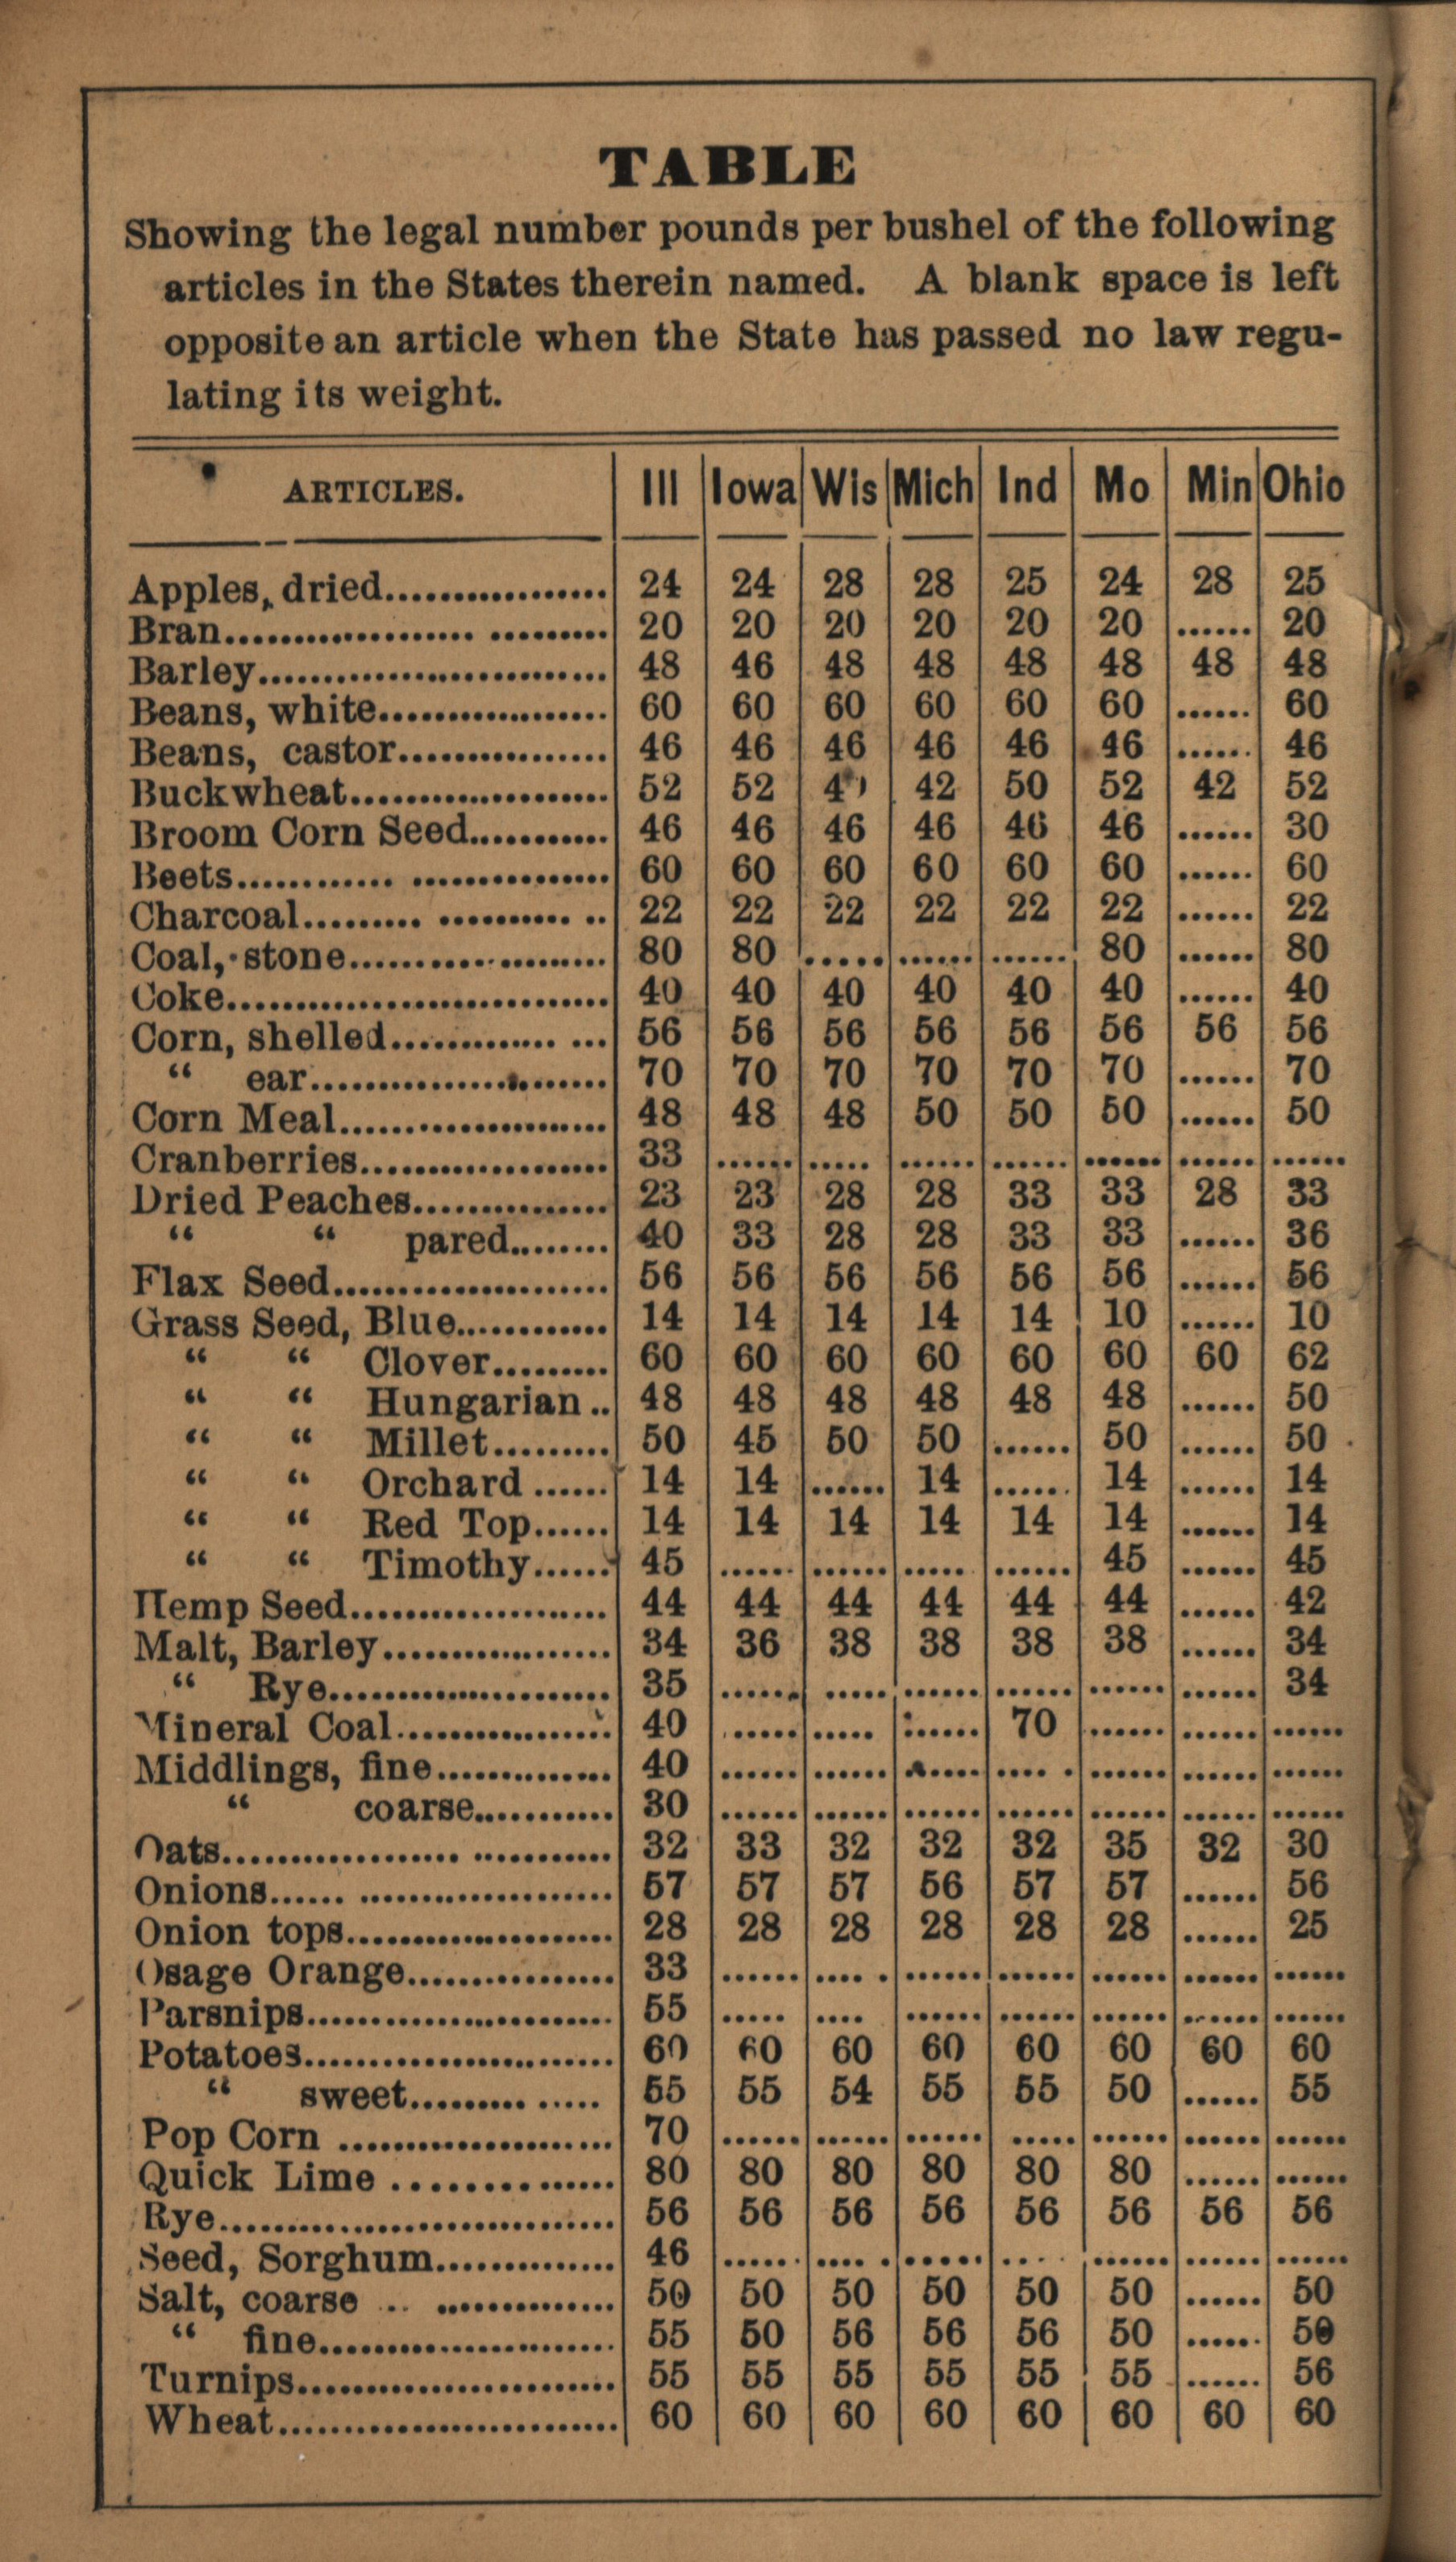 TABLE
Showing the legal number pounds per bushel of the following
articles in the States therein named. A blank space is left
opposite an article when the State has passed no law regu-
lating its weight.
ARTICLES. Ill Iowa Wis Mich Ind Mo Min Ohio
Apples, dried.................. 24 24 28 28 25 24 28 25
Bran............................. 20 20 20 20 20 20 ...... 20
Barley........................... 48 46 48 48 48 48 48 48
Beans, white.................. 60 60 60 60 60 60 ...... 60
Beans, castor................ 46 46 46 46 46 46 ...... 46
Buckwheat..................... 52 52 42 50 52 42 52
Broom Corn Seed............ 46 46 46 46 46 46 ...... 30
Beets............ ................ 60 60 60 60 60 60 ...... 60
Charcoal......... .......... .. 22 22 22 22 22 22 ...... 22
Coal, stone.................... 80 80 ...... ...... ...... 80 ...... 80
Coke.............................. 40 40 40 40 40 40 ...... 40
Corn, shelled............. ... 56 56 56 56 56 56 56 56
“ ear........................ 70 70 70 70 70 70 ...... 70
Corn Meal...................... 48 48 48 50 50 50 ...... 50
Cranberries.................... 33 ...... ..... ...... ...... ...... ...... ......
Dried Peaches................ 23 23 28 28 33 33 28 33
“ “ pared......... 40 33 28 28 33 33 ...... 36
Flax Seed...................... 56 56 56 56 56 56 ...... 56
Grass Seed, Blue............. 14 14 14 14 14 10 ...... 10
“ “ Clover.......... 60 60 60 60 60 60 60 62
“ “ Hungarian .. 48 48 48 48 48 48 ...... 50
“ “ Millet.......... 50 45 50 50 ...... 50 ...... 50
“ “ Orchard ...... 14 14 ...... 14 ...... 14 ...... 14
“ “ Red Top....... 14 14 14 14 14 14 ...... 14
“ “ Timothy...... 45 ...... ...... ..... ...... 45 ...... 45
Hemp Seed..................... 44 44 44 44 44 44 ...... 42
Malt, Barley................... 34 36 38 38 38 38 ...... 34
“ Rye....................... 35 ...... ..... ...... ...... ...... ...... 34
Mineral Coal.................. 40 ...... ..... ...... 70 ...... ...... ......
Middlings, fine............... 40 ...... ...... ...... .... . ...... ...... ......
“ coarse............ 30 ...... ...... ...... ...... ...... ...... ......
Oats................... ........... 32 33 32 32 32 35 32 30
Onions...... ..................... 57 57 57 56 57 57 ...... 56
Onion tops...................... 28 28 28 28 28 28 ...... 25
Osage Orange................. 33 ...... .... . ...... ...... ...... ...... ......
Parsnips......................... 55 ..... .... ...... ...... ...... ...... ......
Potatoes......................... 60 60 60 60 60 60 60 60
“ sweet.......... ..... 55 55 54 55 55 50 ...... 55
Pop Corn ...................... 70 ...... ...... ...... ..... ...... ...... ......
Quick Lime ................. 80 80 80 80 80 80 ...... ......
Rye................................ 56 56 56 56 56 56 56 56
Seed, Sorghum............... 46 ...... .... . ...... .... ...... ...... ......
Salt, coarse .. .............. 50 50 50 50 50 50 ...... 50
“ fine........................ 55 50 56 56 56 50 ...... 50
Turnips.......................... 55 55 55 55 55 55 ...... 56
Wheat............................ 60 60 60 60 60 60 60 60